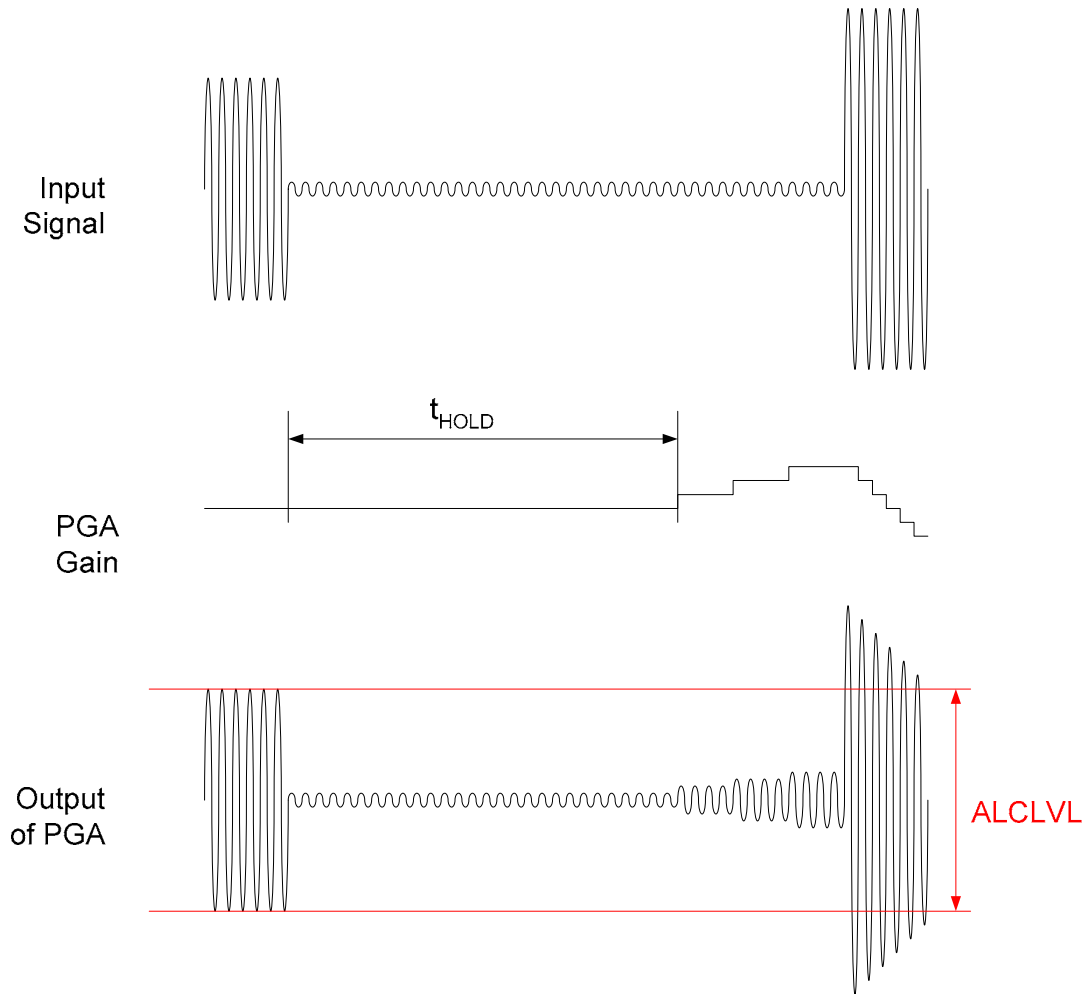 Input
Signal
tHOLD
PGA
Gain
Output
of PGA
ALCLVL